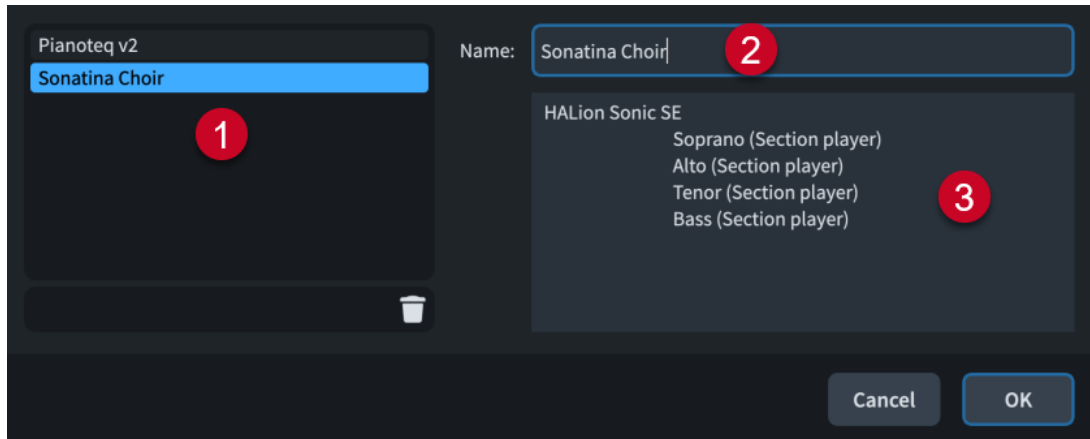 Pianoteq v2
Sonatina Choir
1
Name:
Sonatina Choir
2
HALion Sonic SE
Soprano (Section player)
Alto (Section player)
Tenor (Section player)
Bass (Section player)
3
Cancel
OK